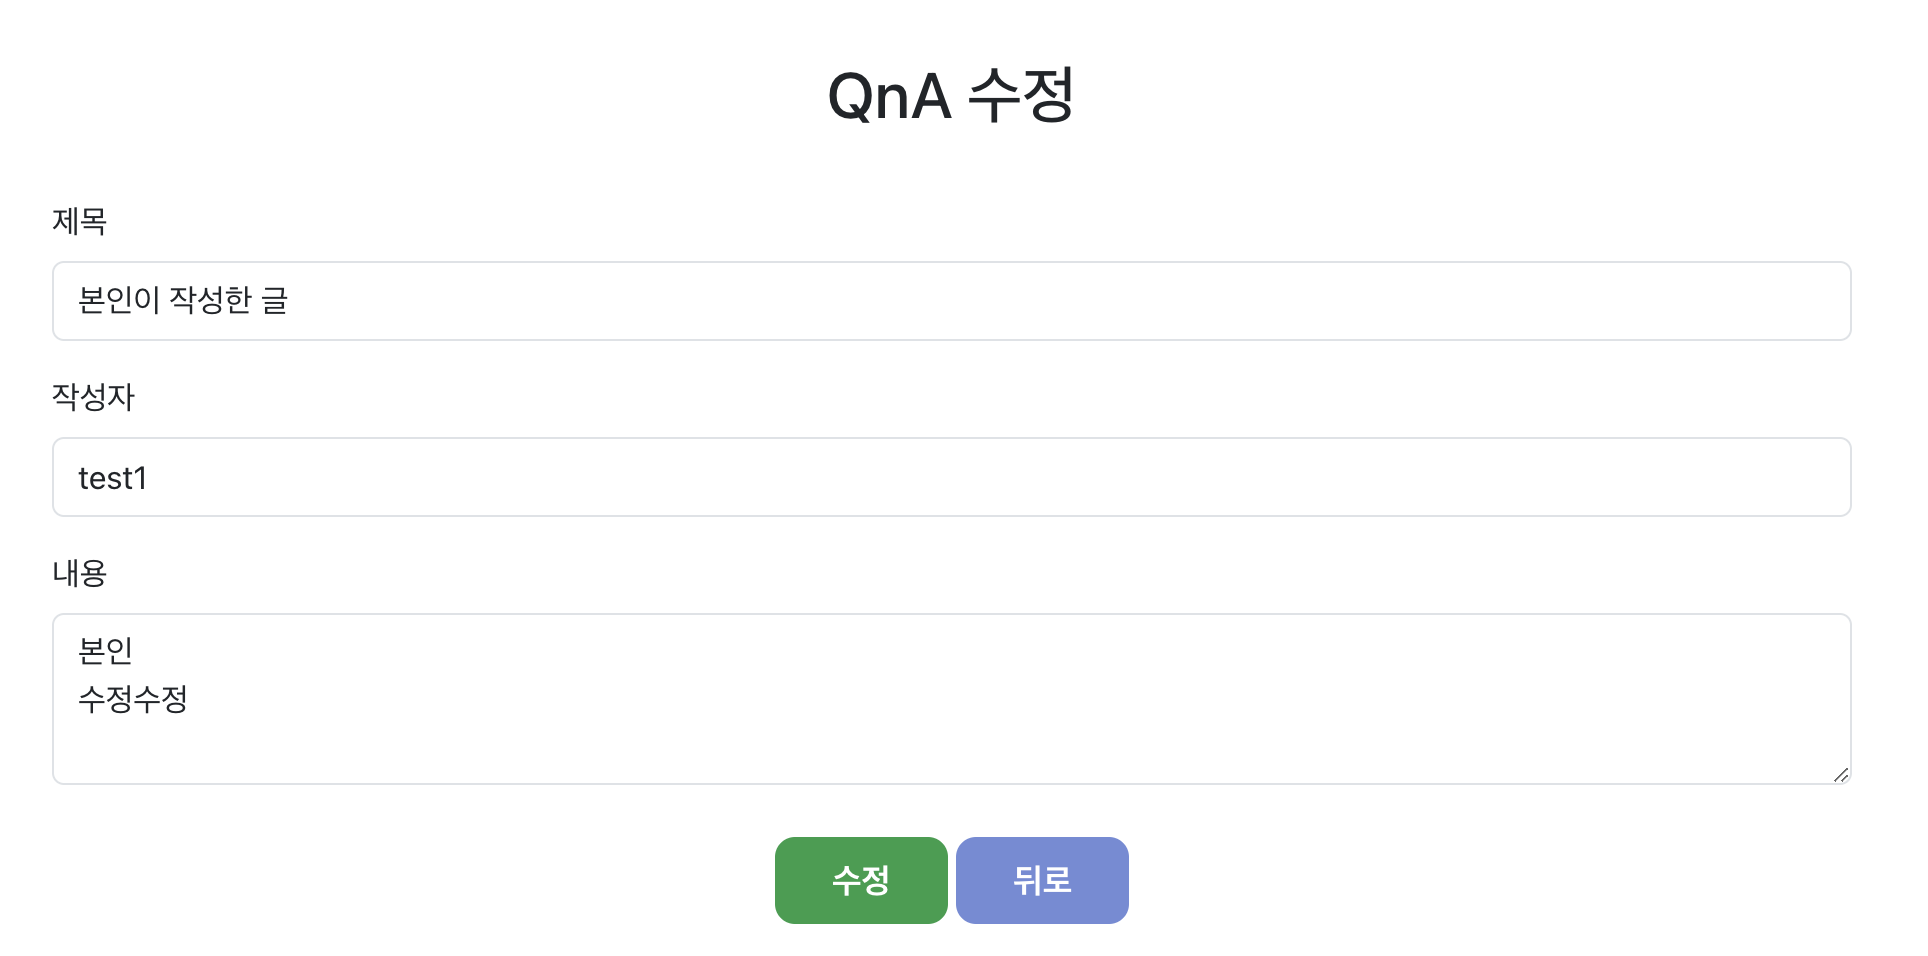 QnA 수정
제목
본인이 작성한 글
작성자
test1
내용
본인
수정수정
수정 뒤로